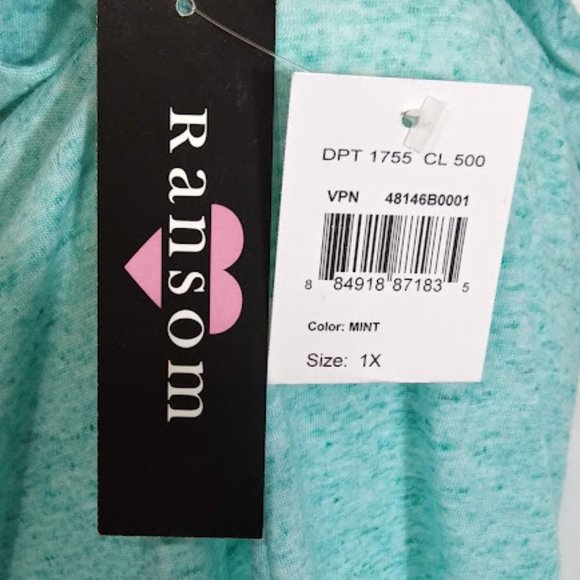 Ransom
DPT 1755 CL 500
VPN 48146B0001
8 84918 87183 5
Color: MINT
Size: 1X